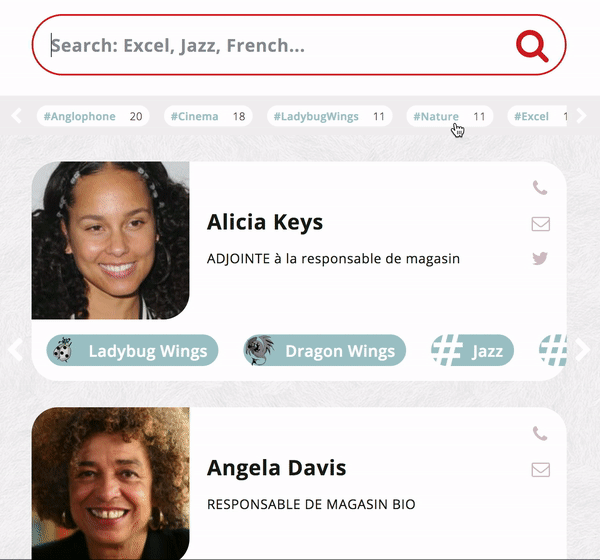 Search: Excel, Jazz, French...
#Anglophone 20 #Cinema 18 #LadybugWings 11 #Nature 11 #Excel
Alicia Keys
ADJOINTE à la responsable de magasin
Ladybug Wings Dragon Wings # Jazz #
Angela Davis
RESPONSABLE DE MAGASIN BIO